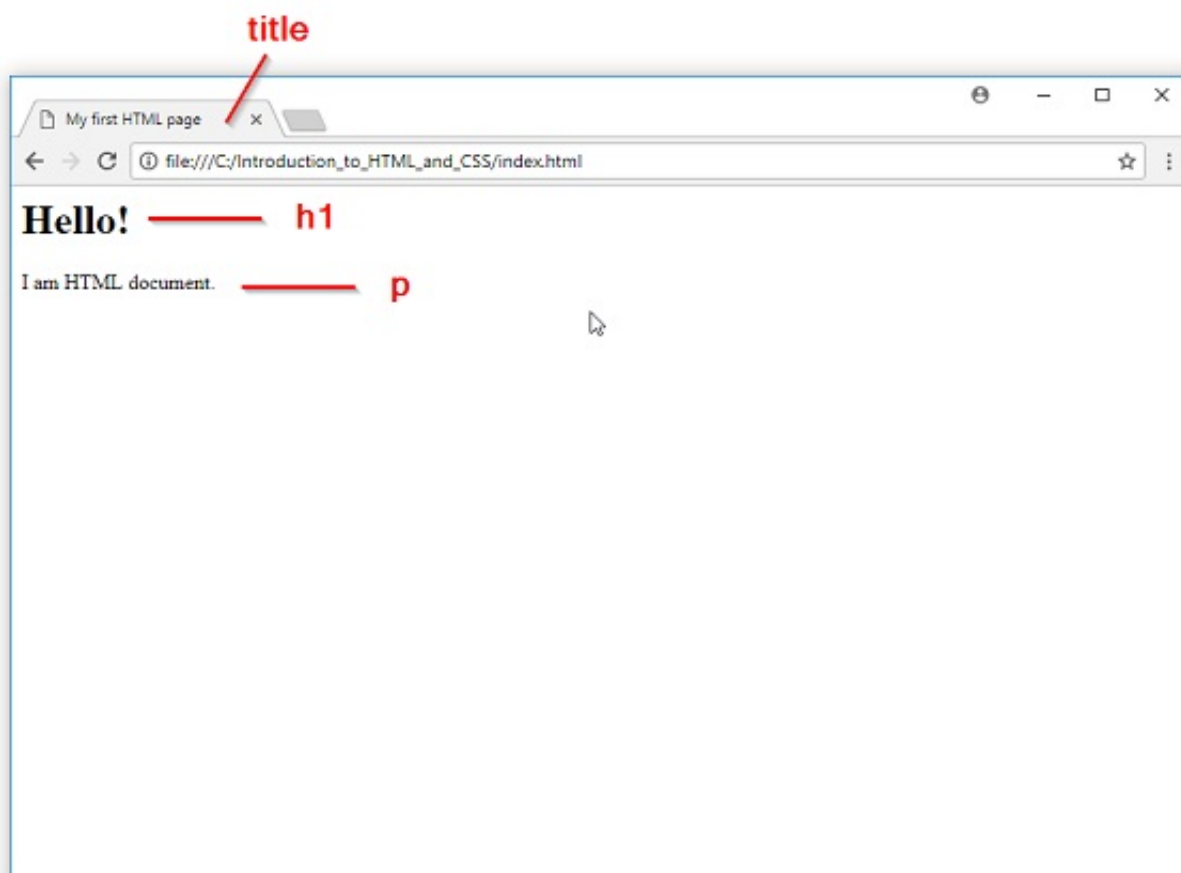 title
My first HTML page
file:///C:/Introduction_to_HTML_and_CSS/index.html
Hello! h1
I am HTML document. p